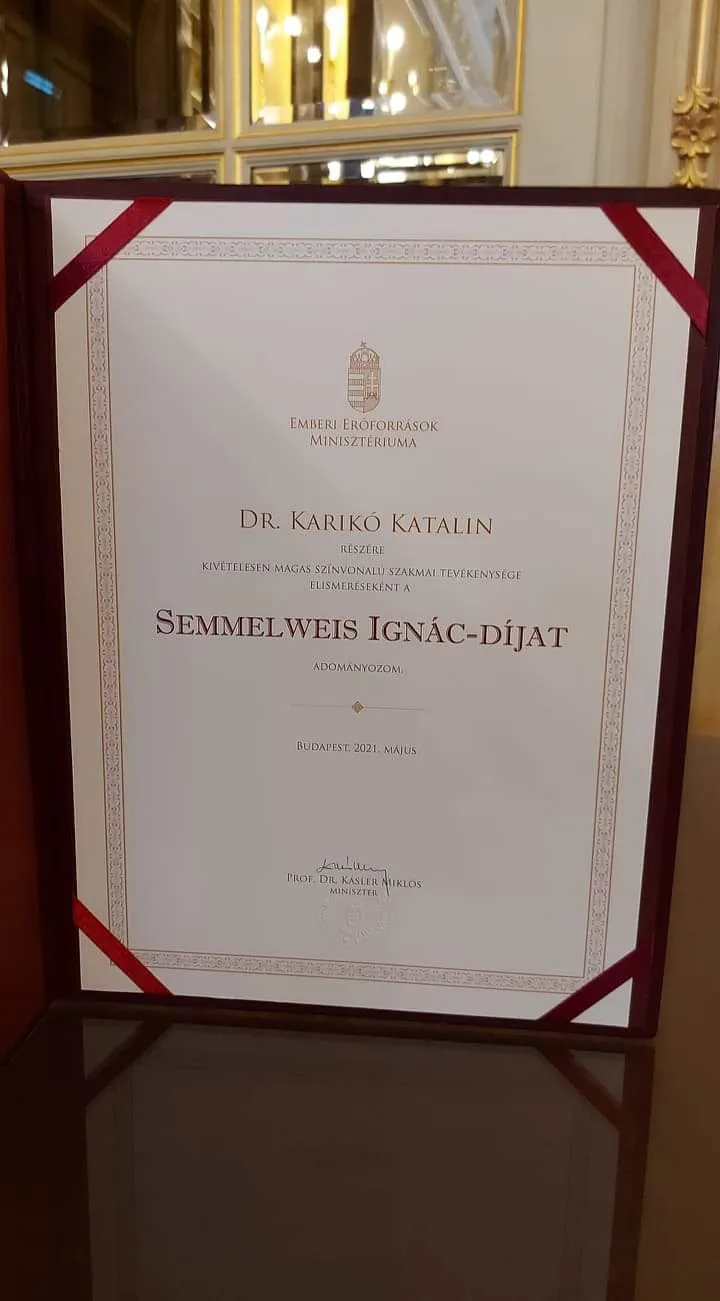 EMBERI ERŐFORRÁSOK
MINISZTÉRIUMA
DR. KARIKÓ KATALIN
RÉSZÉRE
KIVÉTELESEN MAGAS SZÍNVONALÚ SZAKMAI TEVÉKENYSÉGE
ELISMERÉSEKÉNT A
SEMMELWEIS IGNÁC-DÍJAT
ADOMÁNYOZOM.
BUDAPEST, 2021. MÁJUS
PROF. DR. KÁSLER MIKLÓS
MINISZTER